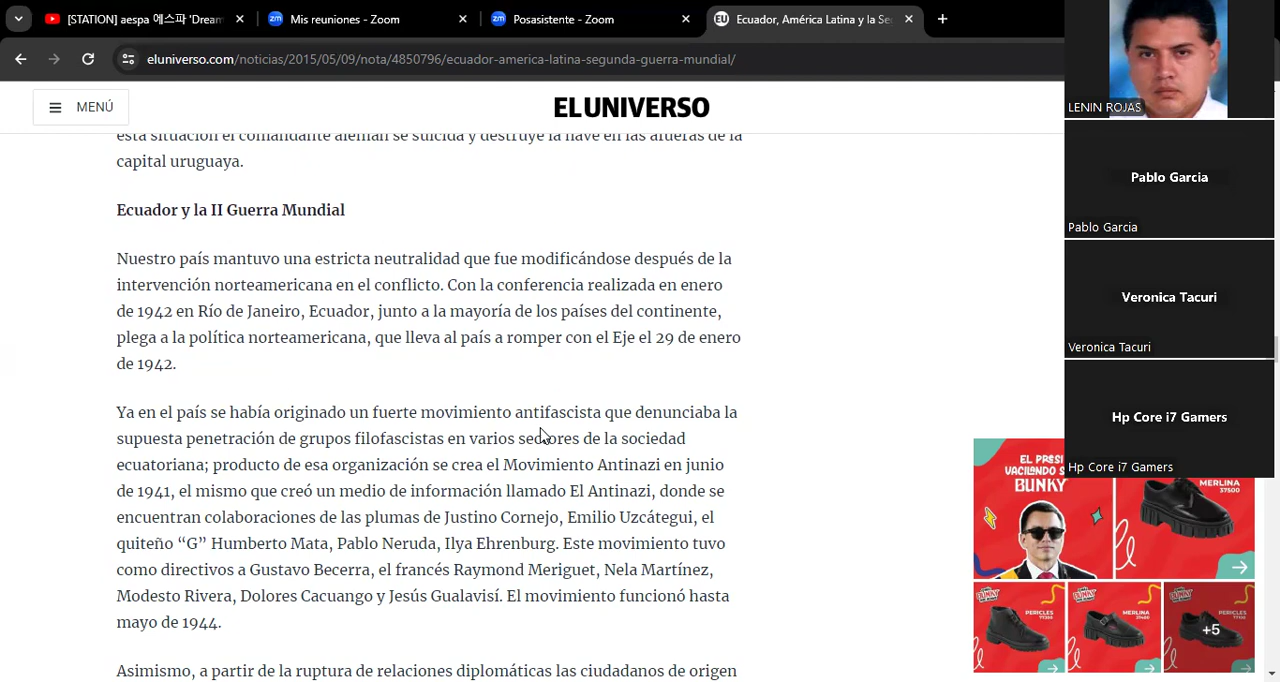 [STATION] aespa 에스파 'Dream
Mis reuniones - Zoom
Posasistente - Zoom
Ecuador, América Latina y la Se
eluniverso.com/noticias/2015/05/09/nota/4850796/ecuador-america-latina-segunda-guerra-mundial/
MENÚ
EL UNIVERSO
esta situación el comandante alemán se suicida y destruye la nave en las afueras de la
capital uruguaya.
Ecuador y la II Guerra Mundial
Nuestro país mantuvo una estricta neutralidad que fue modificándose después de la
intervención norteamericana en el conflicto. Con la conferencia realizada en enero
de 1942 en Río de Janeiro, Ecuador, junto a la mayoría de los países del continente,
plega a la política norteamericana, que lleva al país a romper con el Eje el 29 de enero
de 1942.
Ya en el país se había originado un fuerte movimiento antifascista que denunciaba la
supuesta penetración de grupos filofascistas en varios sectores de la sociedad
ecuatoriana; producto de esa organización se crea el Movimiento Antinazi en junio
de 1941, el mismo que creó un medio de información llamado El Antinazi, donde se
encuentran colaboraciones de las plumas de Justino Cornejo, Emilio Uzcátegui, el
quiteño “G” Humberto Mata, Pablo Neruda, Ilya Ehrenburg. Este movimiento tuvo
como directivos a Gustavo Becerra, el francés Raymond Meriguet, Nela Martínez,
Modesto Rivera, Dolores Cacuango y Jesús Gualavisí. El movimiento funcionó hasta
mayo de 1944.
Asimismo, a partir de la ruptura de relaciones diplomáticas las ciudadanos de origen
LENIN ROJAS
Pablo Garcia
Pablo Garcia
Veronica Tacuri
Veronica Tacuri
Hp Core i7 Gamers
Hp Core i7 Gamers
EL PRESI
VACILANDO S
BUNKY
MERLINA
37500
PERICLES
MERLINA
+5